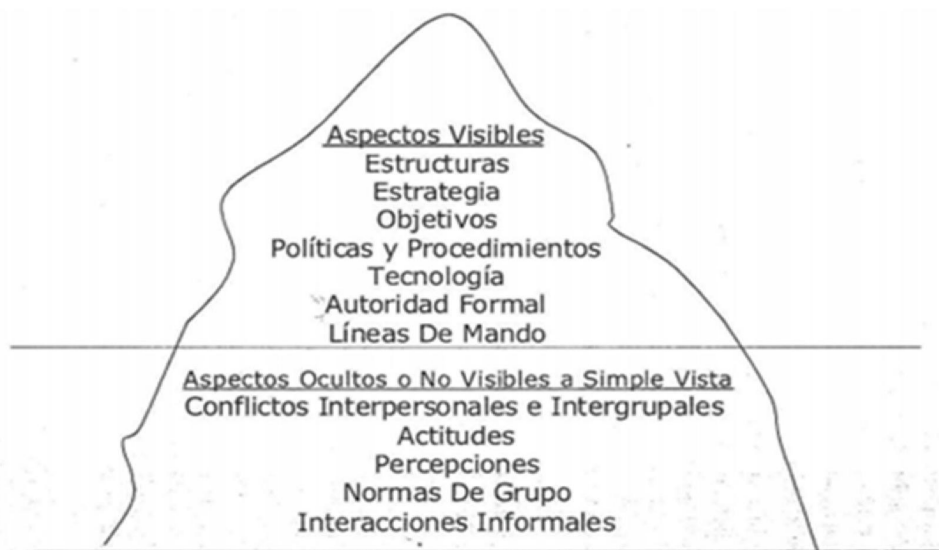 Aspectos Visibles
Estructuras
Estrategia
Objetivos
Políticas y Procedimientos
Tecnología
Autoridad Formal
Líneas De Mando
Aspectos Ocultos o No Visibles a Simple Vista
Conflictos Interpersonales e Intergrupales
Actitudes
Percepciones
Normas De Grupo
Interacciones Informales